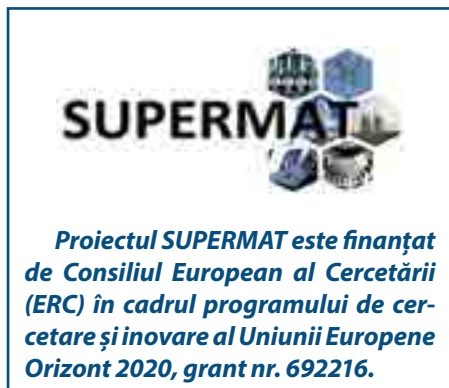 SUPERMAT
Proiectul SUPERMAT este finanțat
de Consiliul European al Cercetării
(ERC) în cadrul programului de cer-
cetare și inovare al Uniunii Europene
Orizont 2020, grant nr. 692216.